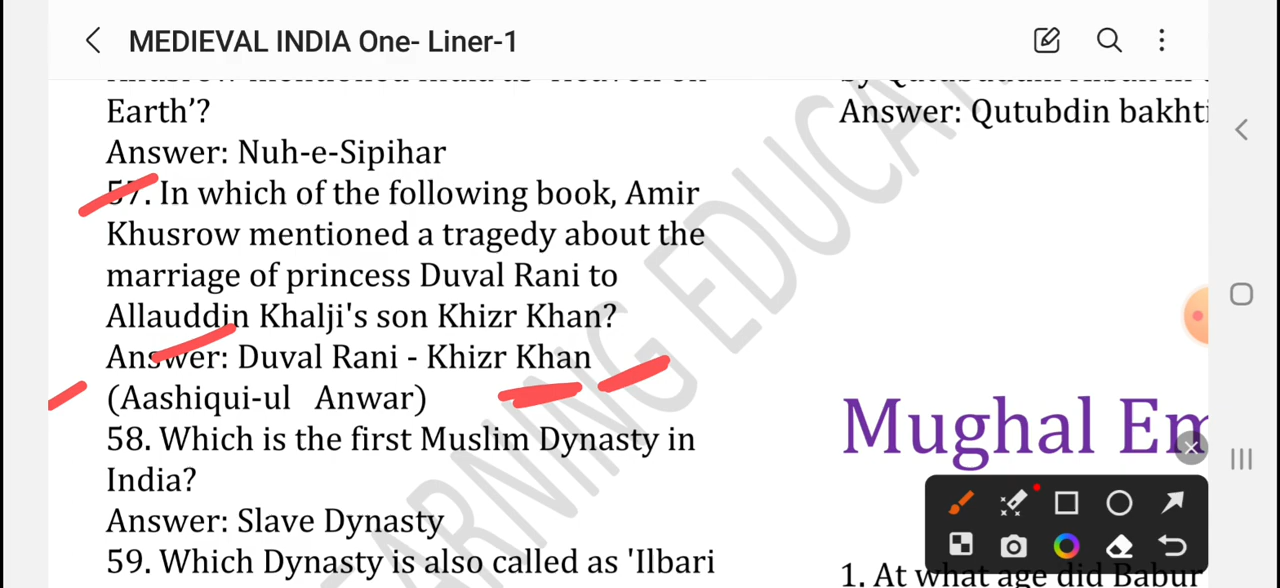 MEDIEVAL INDIA One- Liner-1
Earth’?
Answer: Nuh-e-Sipihar
57. In which of the following book, Amir
Khusrow mentioned a tragedy about the
marriage of princess Duval Rani to
Allauddin Khalji's son Khizr Khan?
Answer: Duval Rani - Khizr Khan
(Aashiqui-ul Anwar)
58. Which is the first Muslim Dynasty in
India?
Answer: Slave Dynasty
59. Which Dynasty is also called as 'Ilbari
Answer: Qutubdin bakhti
Mughal Em
1. At what age did Babur